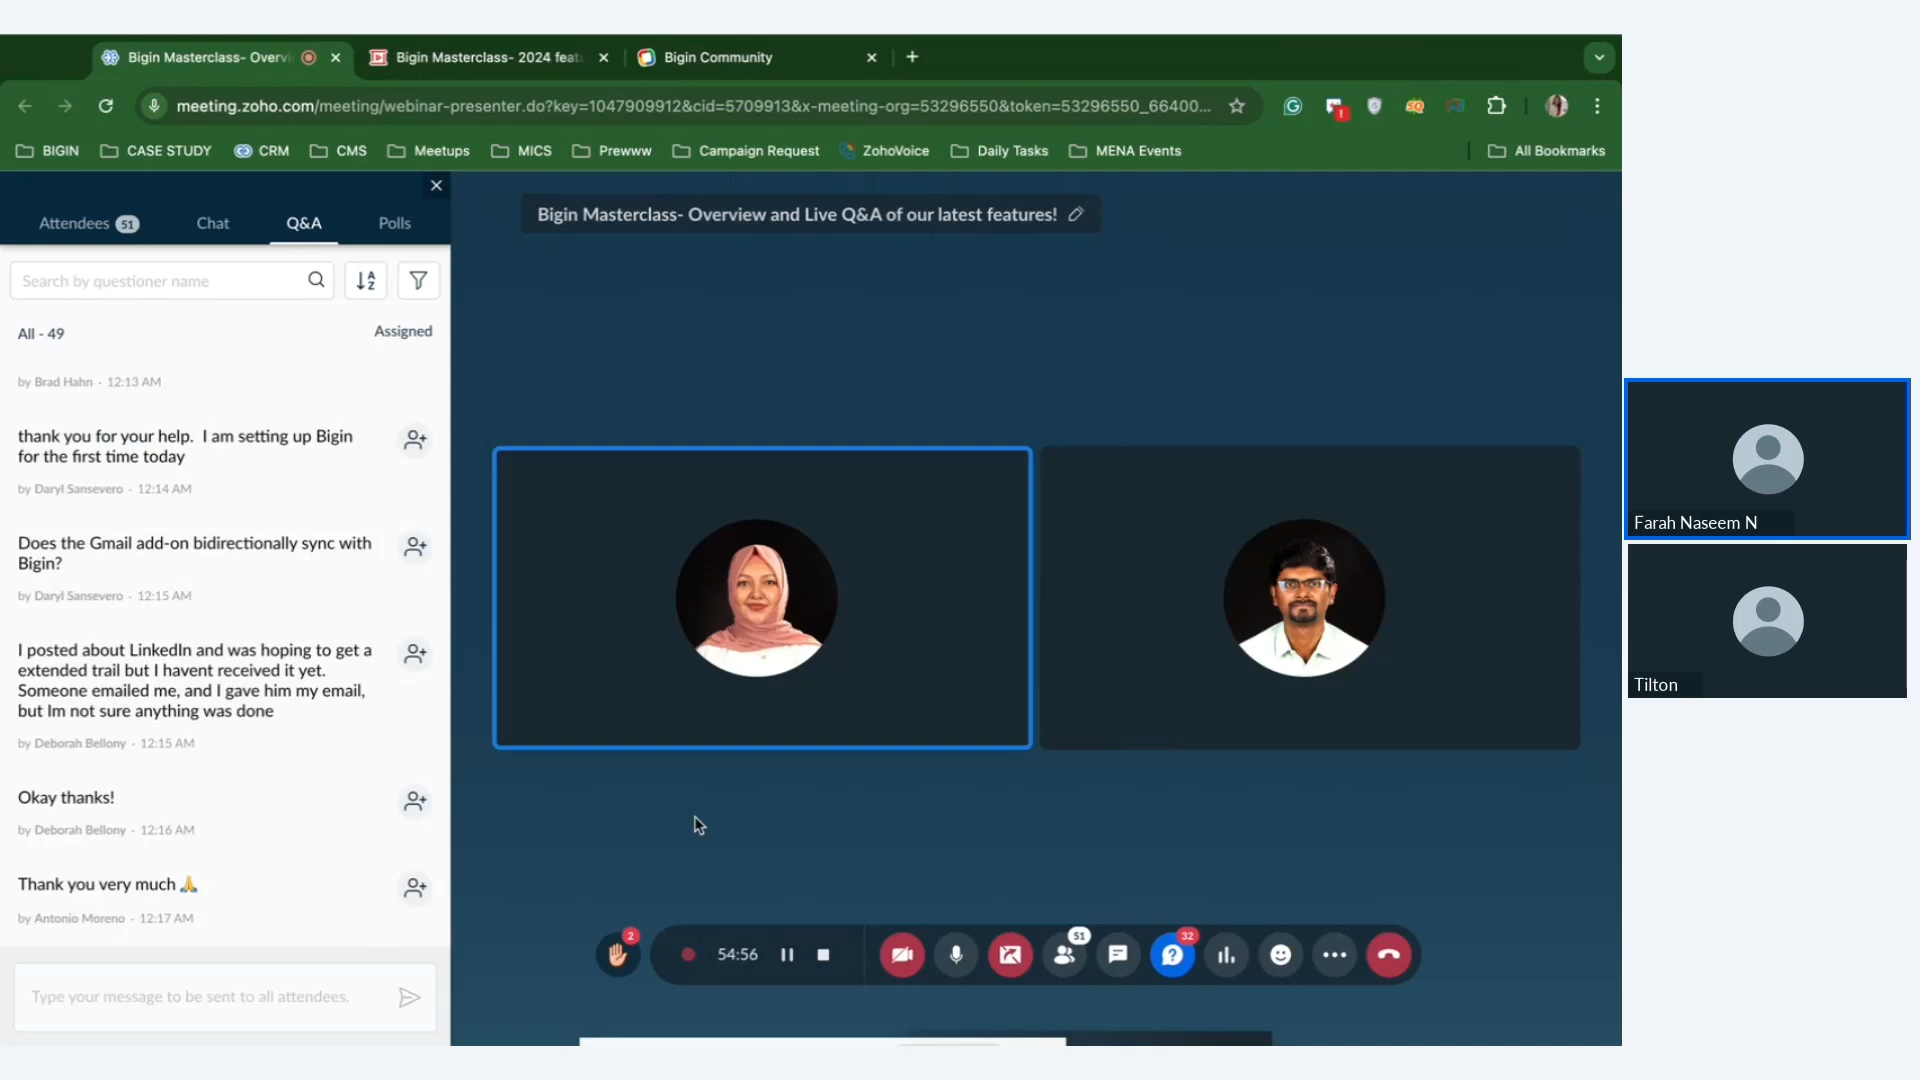 Bigin Masterclass- Overvi
Bigin Masterclass- 2024 feat
Bigin Community
meeting.zoho.com/meeting/webinar-presenter.do?key=1047909912&cid=5709913&x-meeting-org=53296550&token=53296550_66400...
BIGIN
CASE STUDY
CRM
CMS
Meetups
MICS
Prewww
Campaign Request
ZohoVoice
Daily Tasks
MENA Events
All Bookmarks
Attendees 51
Chat
Q&A
Polls
Bigin Masterclass- Overview and Live Q&A of our latest features!
Search by questioner name
All - 49
Assigned
by Brad Hahn - 12:13 AM
thank you for your help. I am setting up Bigin
for the first time today
by Daryl Sansevero - 12:14 AM
Does the Gmail add-on bidirectionally sync with
Bigin?
by Daryl Sansevero - 12:15 AM
I posted about LinkedIn and was hoping to get a
extended trail but I havent received it yet.
Someone emailed me, and I gave him my email,
but Im not sure anything was done
by Deborah Bellony - 12:15 AM
Okay thanks!
by Deborah Bellony - 12:16 AM
Thank you very much 🙏
by Antonio Moreno - 12:17 AM
Type your message to be sent to all attendees.
2
54:56
51
32
Farah Naseem N
Tilton